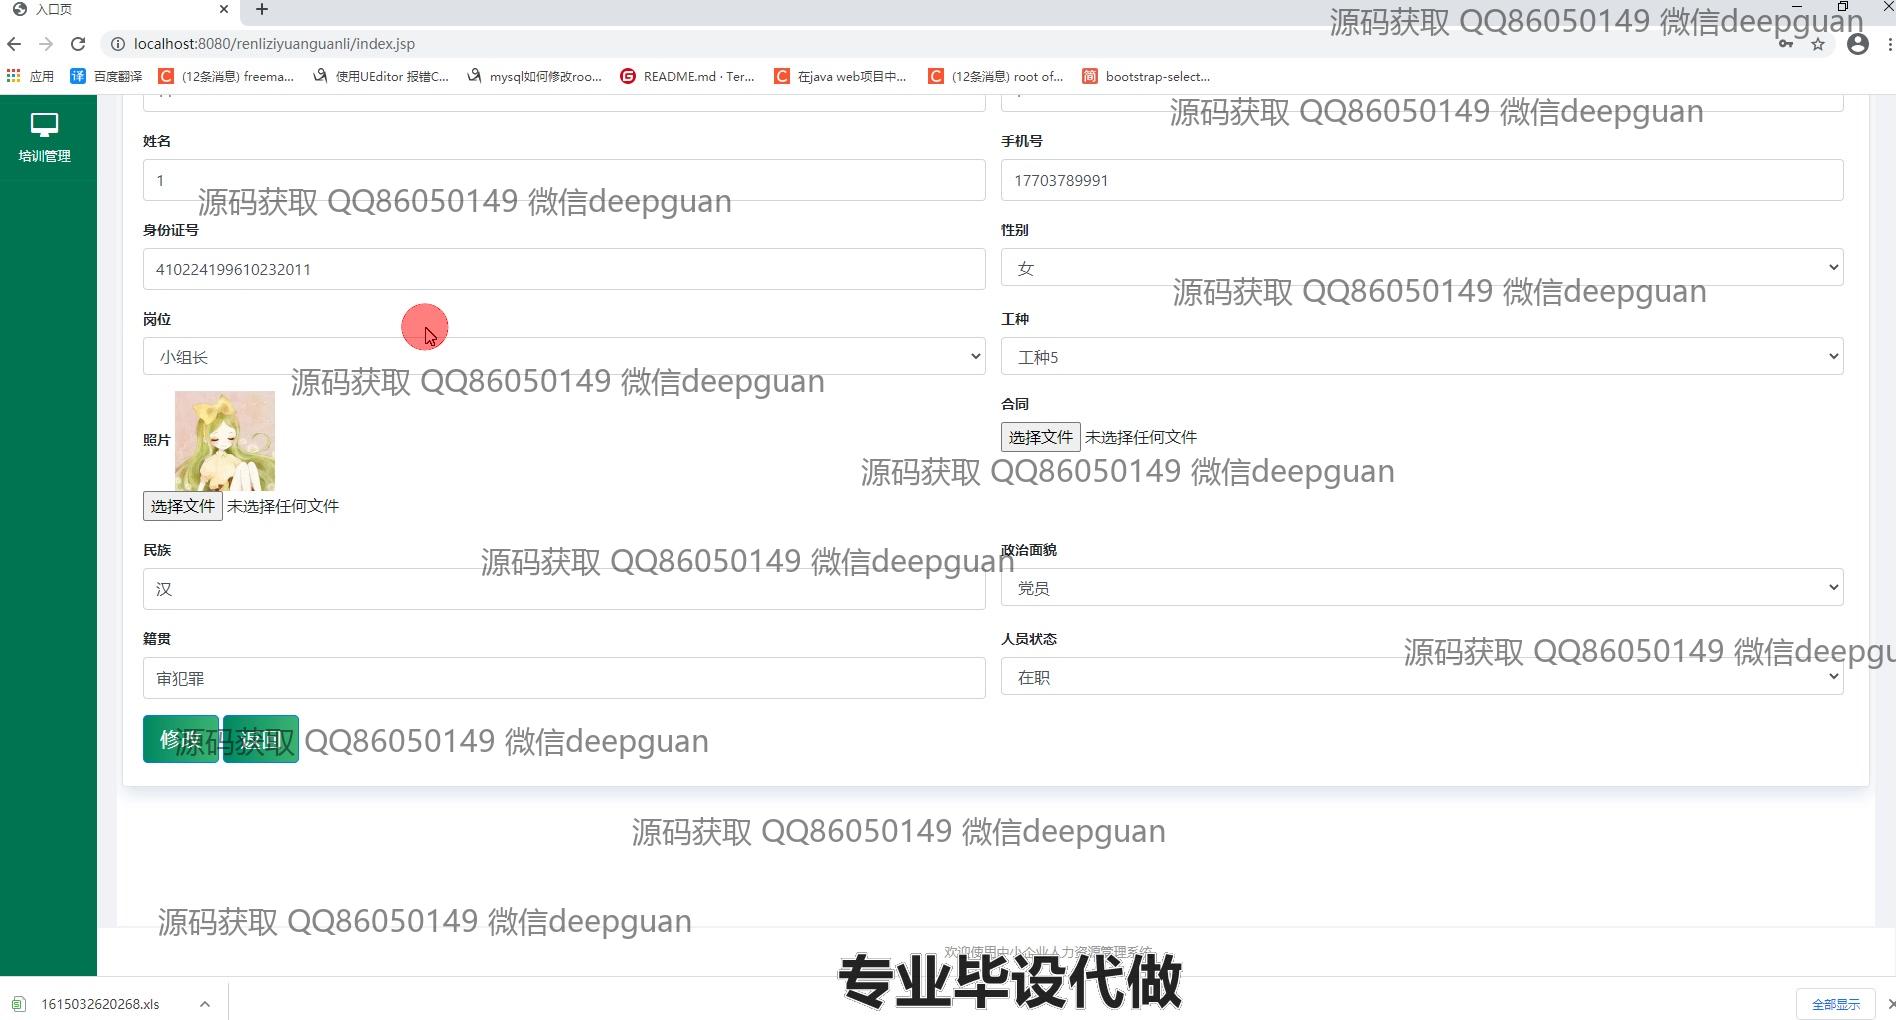 入口页
源码获取 QQ86050149 微信deepguan
localhost:8080/renliziyuanguanli/index.jsp
应用
百度翻译
(12条消息) freema...
使用UEditor 报错C...
mysql如何修改roo...
README.md · Ter...
在java web项目中...
(12条消息) root of...
bootstrap-select...
源码获取 QQ86050149 微信deepguan
培训管理
姓名
手机号
1
17703789991
源码获取 QQ86050149 微信deepguan
身份证号
性别
410224199610232011
女
源码获取 QQ86050149 微信deepguan
岗位
工种
小组长
工种5
源码获取 QQ86050149 微信deepguan
照片
合同
选择文件 未选择任何文件
源码获取 QQ86050149 微信deepguan
选择文件 未选择任何文件
民族
政治面貌
源码获取 QQ86050149 微信deepguan
汉
党员
籍贯
人员状态
源码获取 QQ86050149 微信deepgu
审犯罪
在职
修改
返回
源码获取 QQ86050149 微信deepguan
源码获取 QQ86050149 微信deepguan
源码获取 QQ86050149 微信deepguan
欢迎使用中小企业人力资源管理系统
专业毕设代做
1615032620268.xls
全部显示